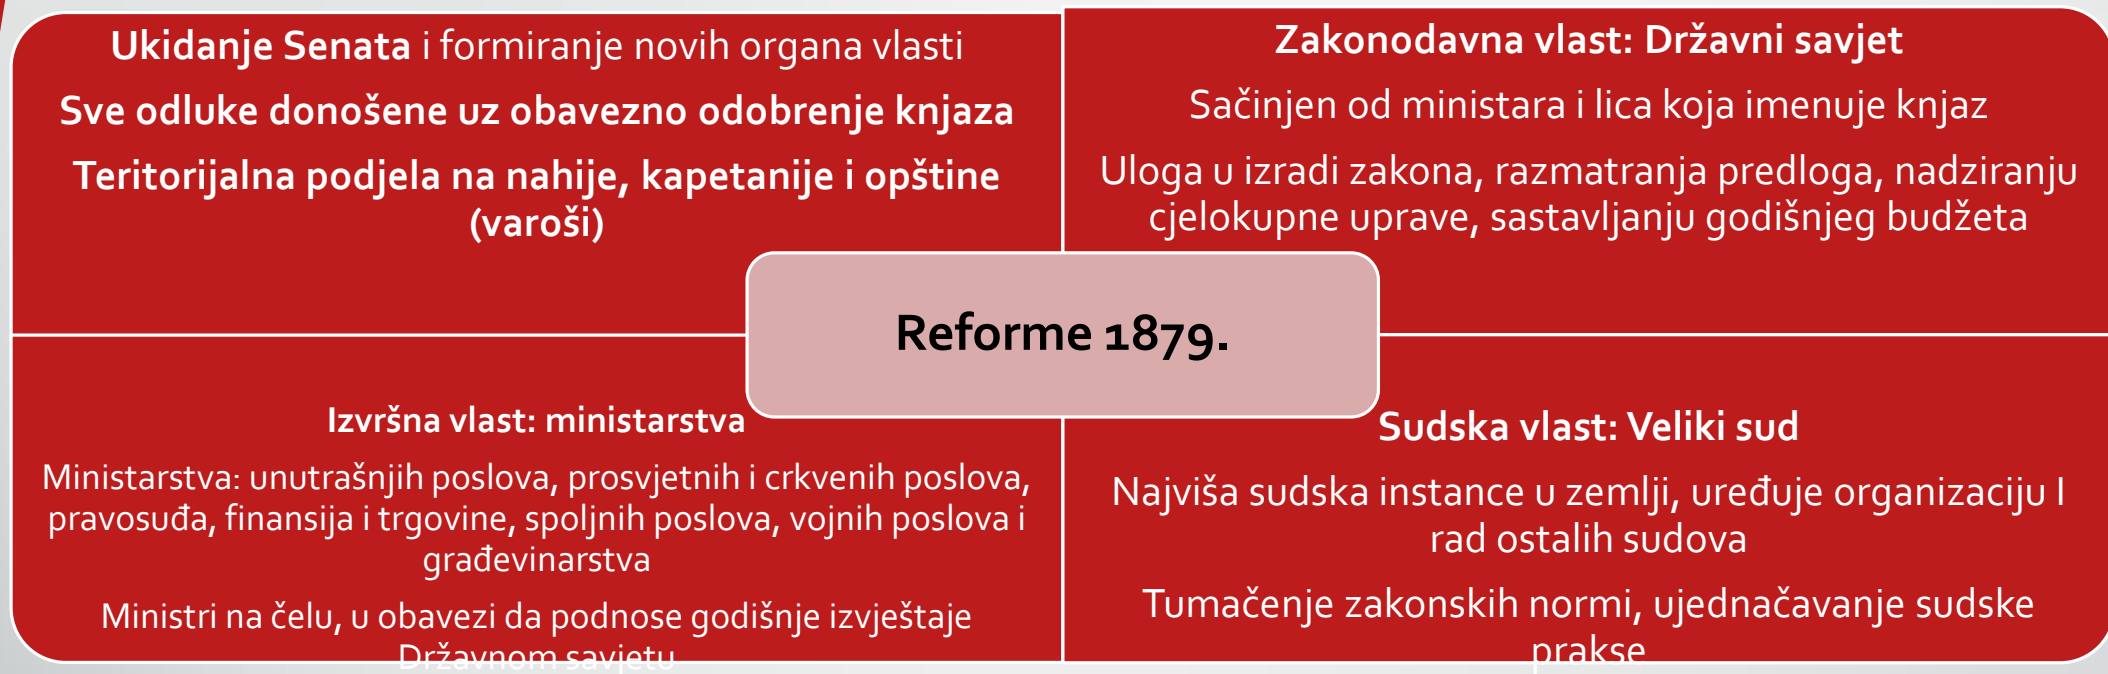 Ukidanje Senata i formiranje novih organa vlasti
Sve odluke donošene uz obavezno odobrenje knjaza
Teritorijalna podjela na nahije, kapetanije i opštine
(varoši)
Zakonodavna vlast: Državni savjet
Sačinjen od ministara i lica koja imenuje knjaz
Uloga u izradi zakona, razmatranja predloga, nadziranju
cjelokupne uprave, sastavljanju godišnjeg budžeta
Reforme 1879.
Izvršna vlast: ministarstva
Ministarstva: unutrašnjih poslova, prosvjetnih i crkvenih poslova,
pravosuđa, finansija i trgovine, spoljnih poslova, vojnih poslova i
građevinarstva
Ministri na čelu, u obavezi da podnose godišnje izvještaje
Državnom savjetu
Sudska vlast: Veliki sud
Najviša sudska instance u zemlji, uređuje organizaciju I
rad ostalih sudova
Tumačenje zakonskih normi, ujednačavanje sudske
prakse